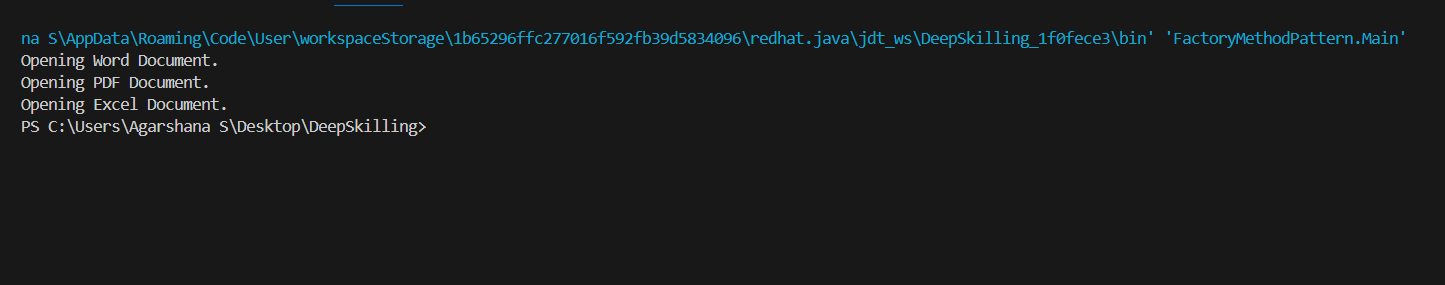 na S\AppData\Roaming\Code\User\workspaceStorage\1b65296ffc277016f592fb39d5834096\redhat.java\jdt_ws\DeepSkilling_1f0fece3\bin' 'FactoryMethodPattern.Main'
Opening Word Document.
Opening PDF Document.
Opening Excel Document.
PS C:\Users\Agarshana S\Desktop\DeepSkilling>